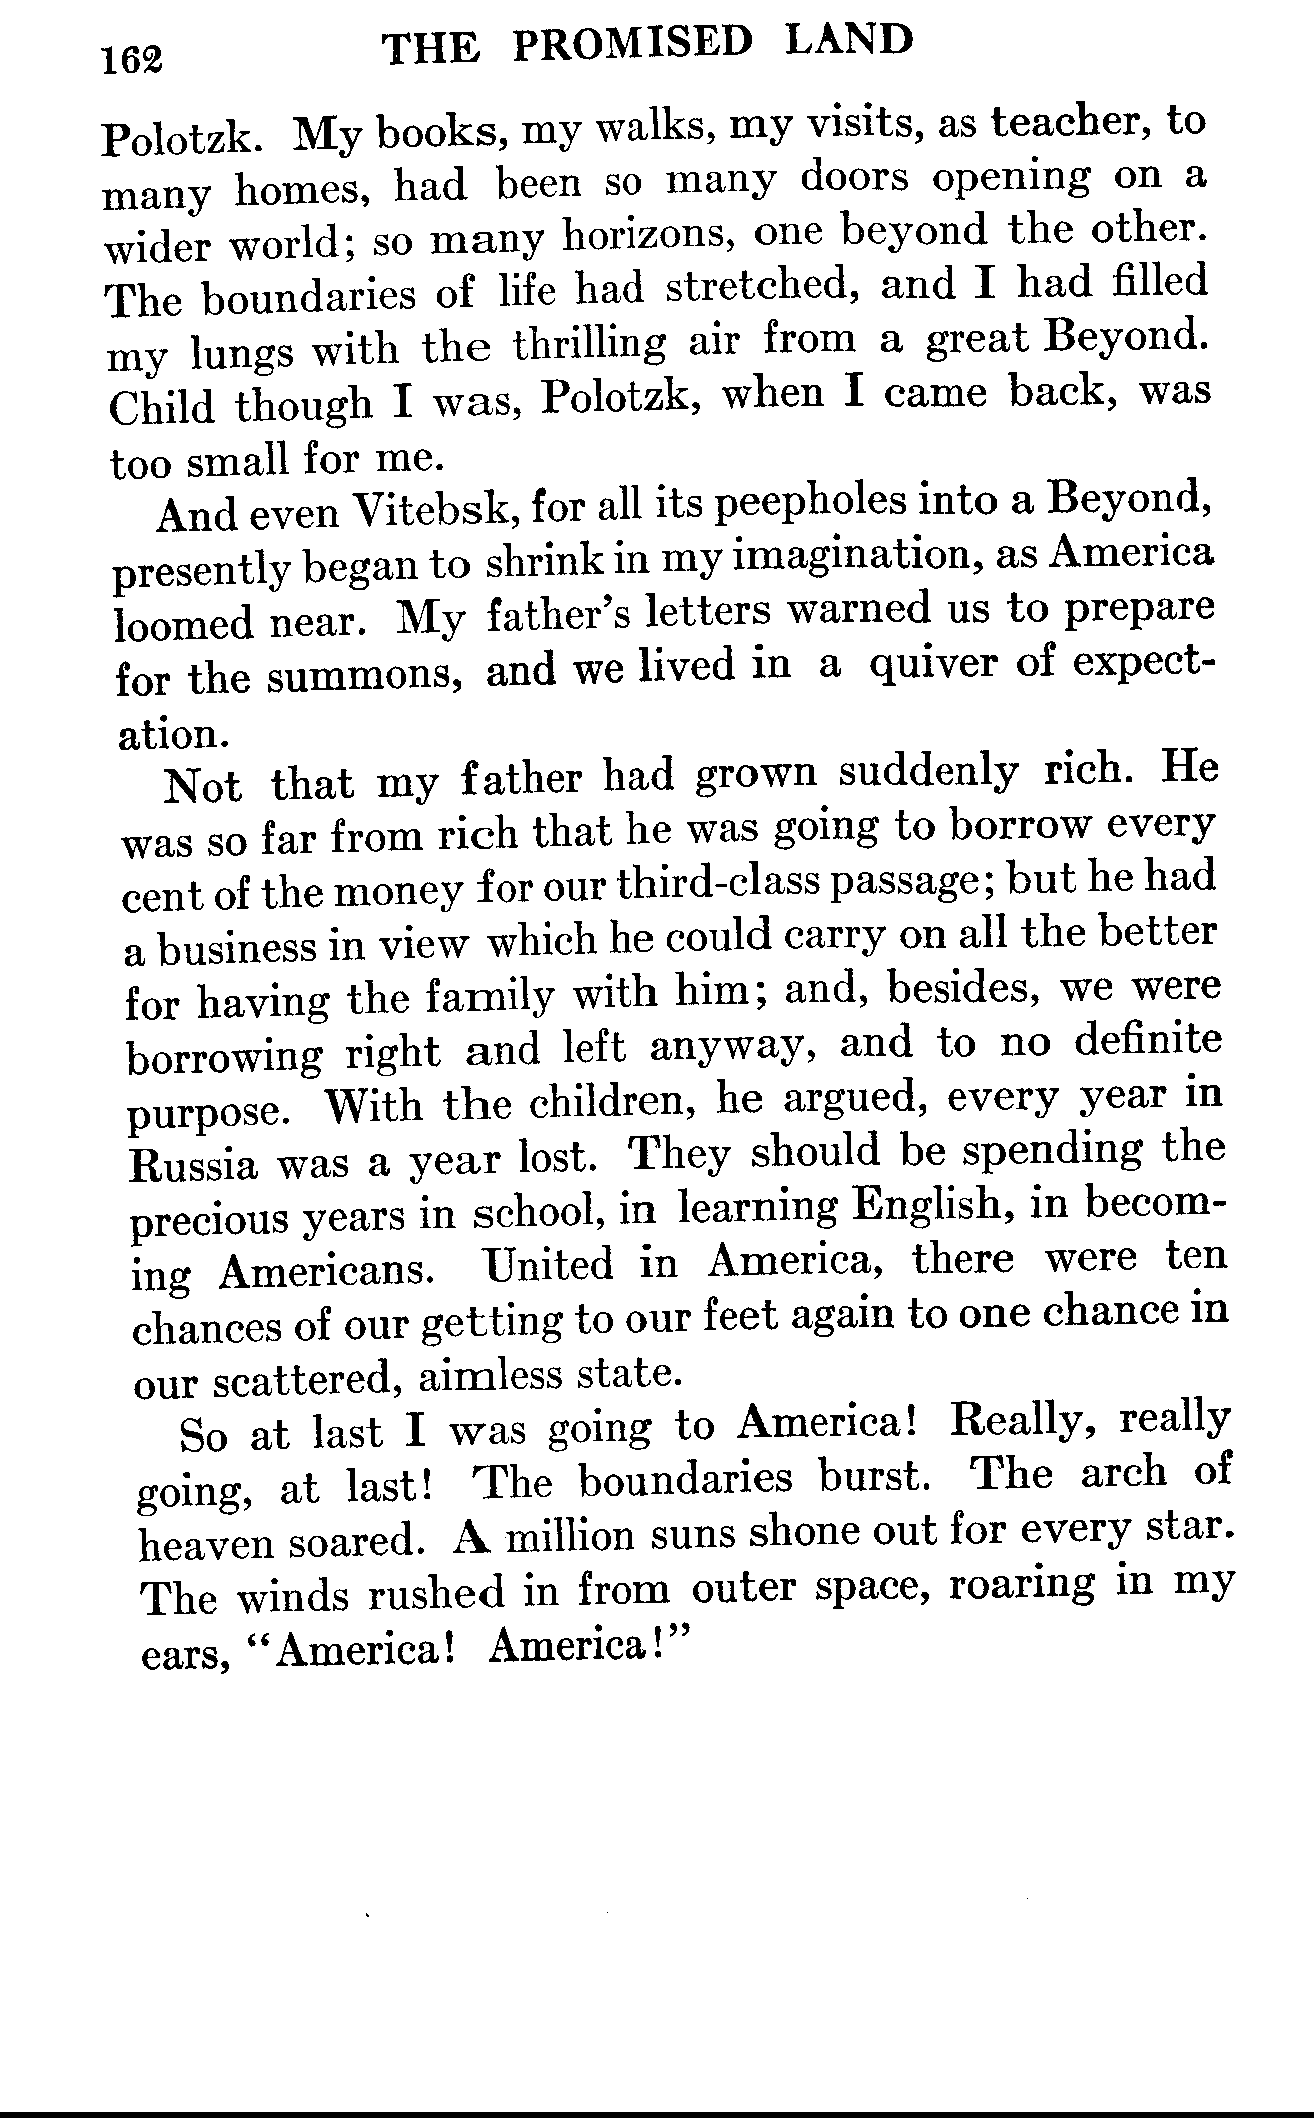 162 THE PROMISED LAND
Polotzk. My books, my walks, my visits, as teacher, to
many homes, had been so many doors opening on a
wider world; so many horizons, one beyond the other.
The boundaries of life had stretched, and I had filled
my lungs with the thrilling air from a great Beyond.
Child though I was, Polotzk, when I came back, was
too small for me.
And even Vitebsk, for all its peepholes into a Beyond,
presently began to shrink in my imagination, as America
loomed near. My father's letters warned us to prepare
for the summons, and we lived in a quiver of expect-
ation.
Not that my father had grown suddenly rich. He
was so far from rich that he was going to borrow every
cent of the money for our third-class passage; but he had
a business in view which he could carry on all the better
for having the family with him; and, besides, we were
borrowing right and left anyway, and to no definite
purpose. With the children, he argued, every year in
Russia was a year lost. They should be spending the
precious years in school, in learning English, in becom-
ing Americans. United in America, there were ten
chances of our getting to our feet again to one chance in
our scattered, aimless state.
So at last I was going to America! Really, really
going, at last! The boundaries burst. The arch of
heaven soared. A million suns shone out for every star.
The winds rushed in from outer space, roaring in my
ears, "America! America!"